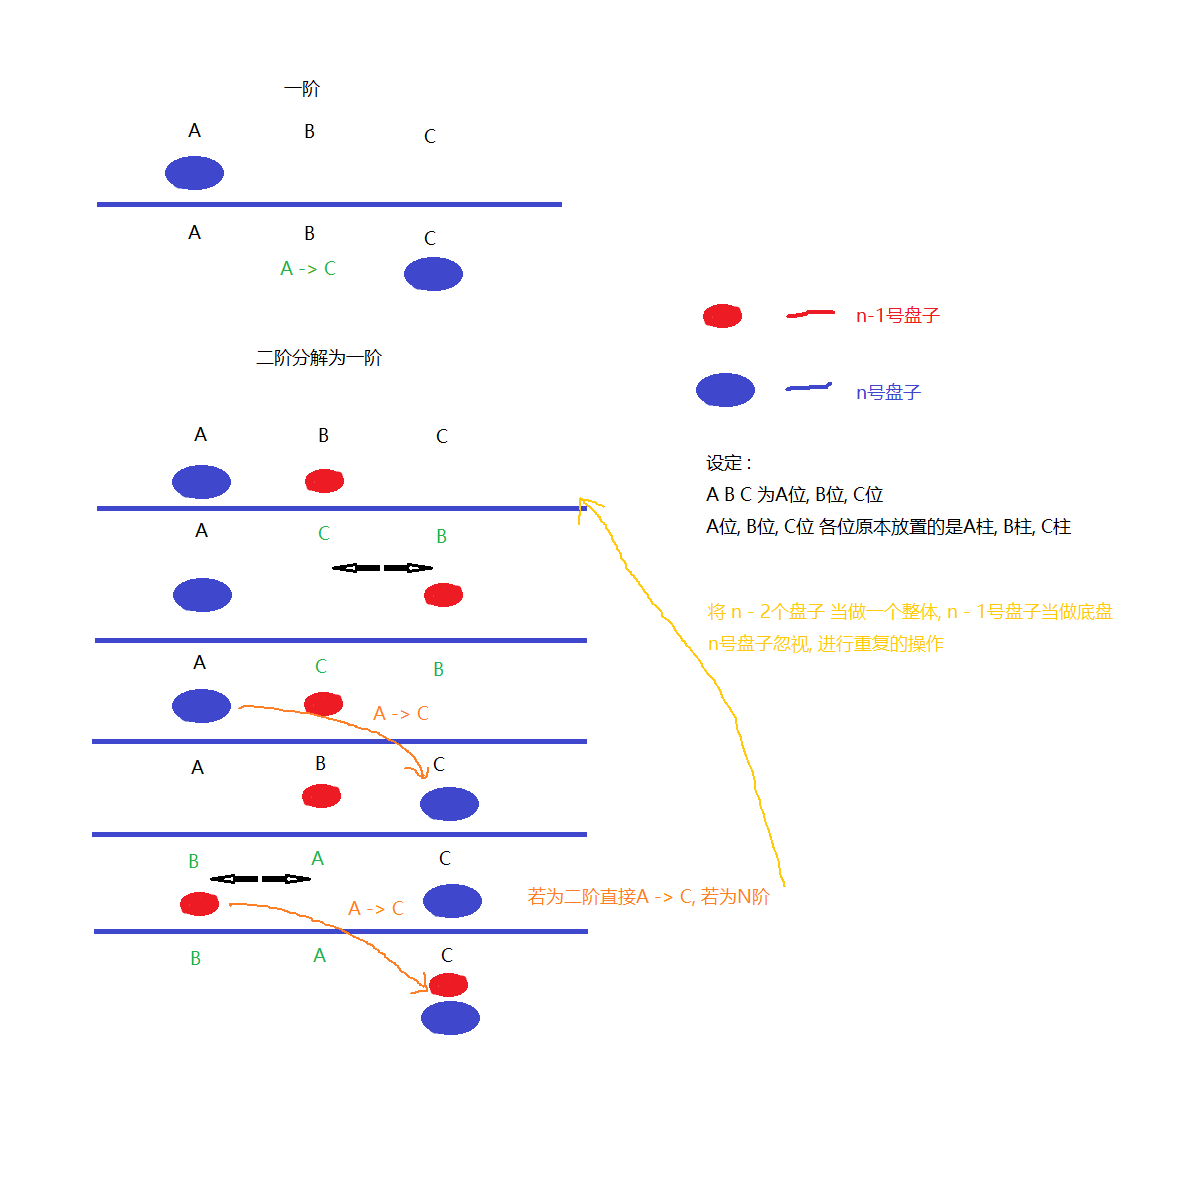 一阶
A B C
A B C
A -> C
二阶分解为一阶
A B C
A C B
A C B
A -> C
A B C
B A C
A -> C
B A C
n-1号盘子
n号盘子
设定 :
A B C 为A位, B位, C位
A位, B位, C位 各位原本放置的是A柱, B柱, C柱
将 n - 2个盘子 当做一个整体, n - 1号盘子当做底盘
n号盘子忽视, 进行重复的操作
若为二阶直接A -> C, 若为N阶